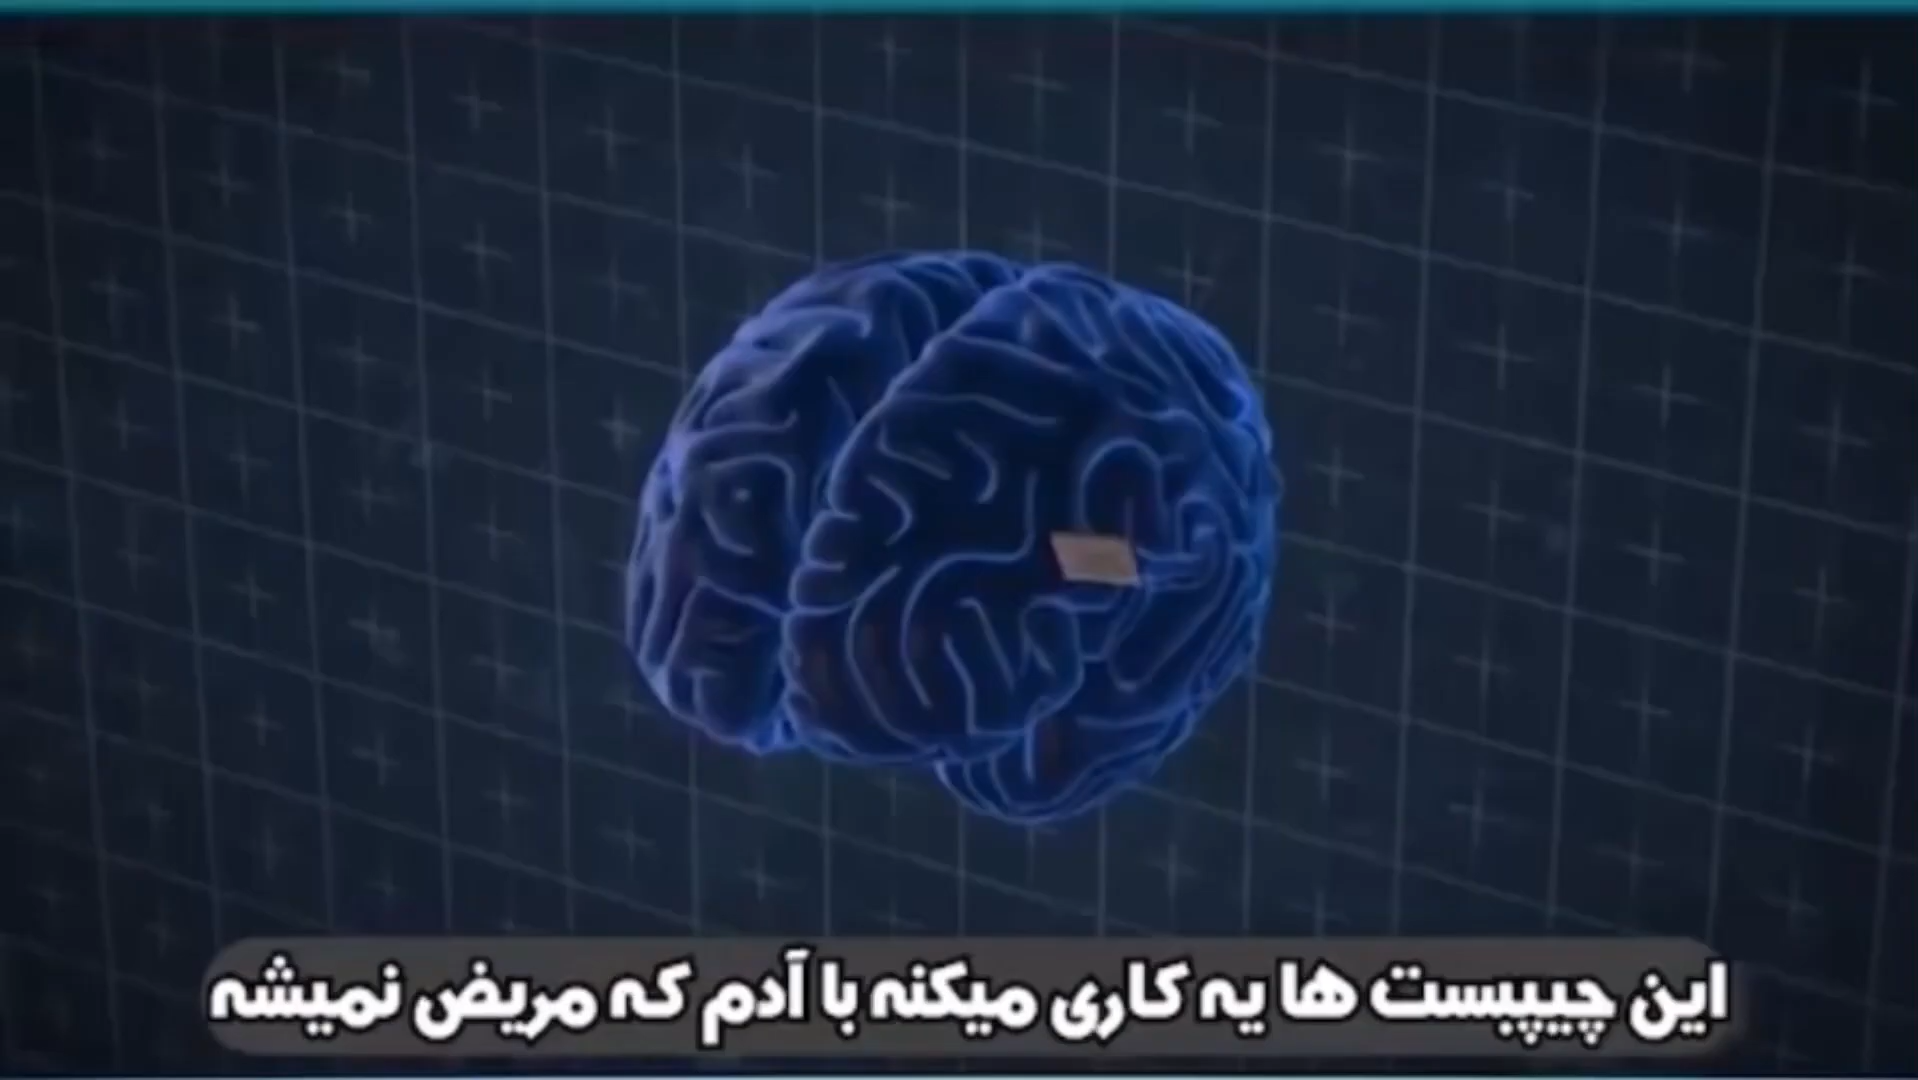 این چیپبست ها یه کاری میکنه با آدم که مریض نمیشه